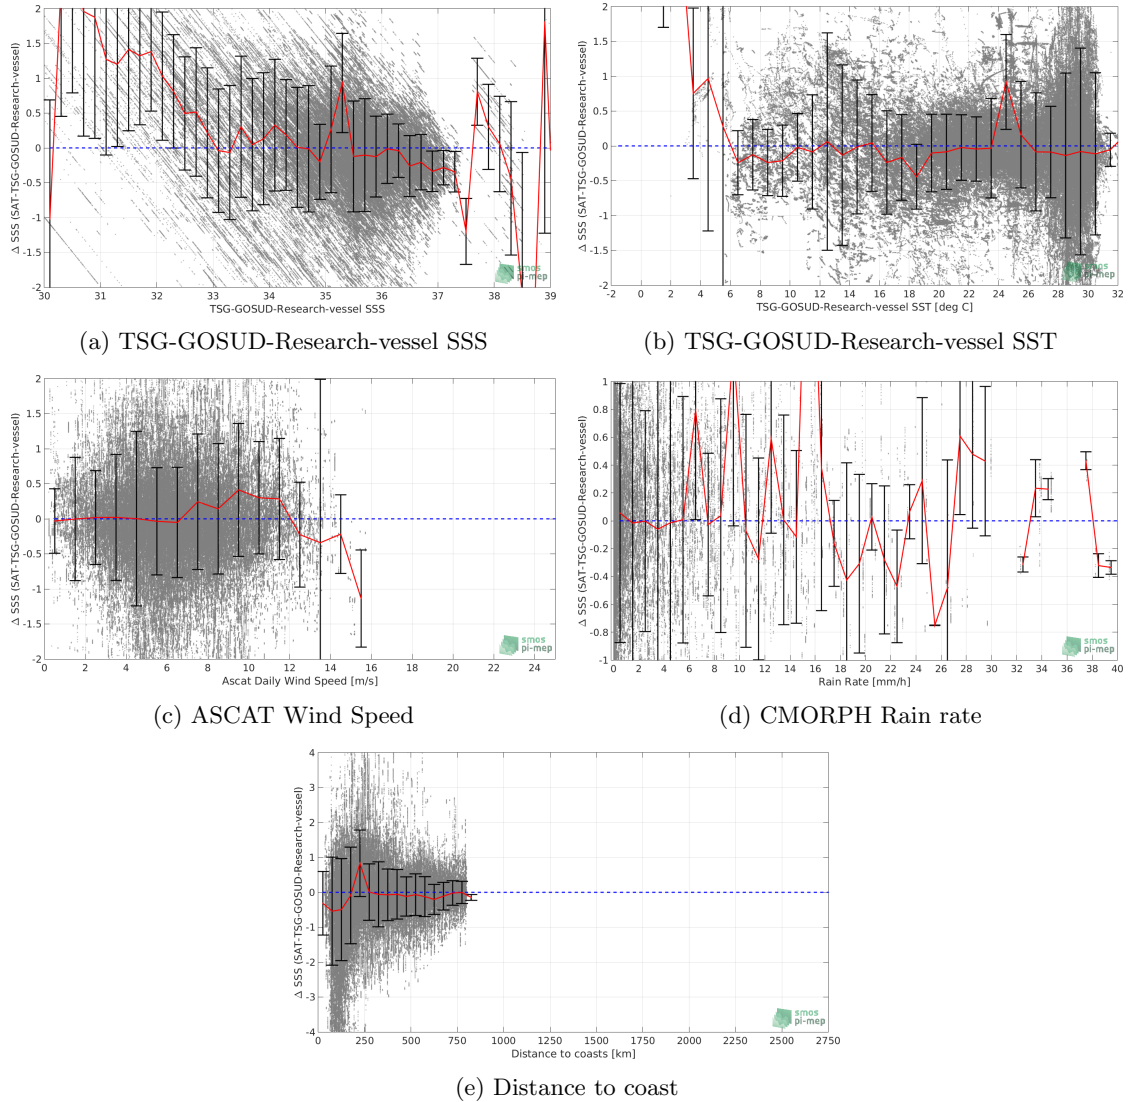 2
1.5
1
0.5
0
-0.5
-1
-1.5
-2
Δ SSS (SAT-TSG-GOSUD-Research-vessel)
30 31 32 33 34 35 36 37 38 39
TSG-GOSUD-Research-vessel SSS
smos
pi-mep
(a) TSG-GOSUD-Research-vessel SSS
2
1.5
1
0.5
0
-0.5
-1
-1.5
-2
Δ SSS (SAT-TSG-GOSUD-Research-vessel)
-2 0 2 4 6 8 10 12 14 16 18 20 22 24 26 28 30 32
TSG-GOSUD-Research-vessel SST [deg C]
smos
pi-mep
(b) TSG-GOSUD-Research-vessel SST
2
1.5
1
0.5
0
-0.5
-1
-1.5
-2
Δ SSS (SAT-TSG-GOSUD-Research-vessel)
0 2 4 6 8 10 12 14 16 18 20 22 24
Ascat Daily Wind Speed [m/s]
smos
pi-mep
(c) ASCAT Wind Speed
1
0.8
0.6
0.4
0.2
0
-0.2
-0.4
-0.6
-0.8
-1
Δ SSS (SAT-TSG-GOSUD-Research-vessel)
0 2 4 6 8 10 12 14 16 18 20 22 24 26 28 30 32 34 36 38 40
Rain Rate [mm/h]
smos
pi-mep
(d) CMORPH Rain rate
4
3
2
1
0
-1
-2
-3
-4
Δ SSS (SAT-TSG-GOSUD-Research-vessel)
0 250 500 750 1000 1250 1500 1750 2000 2250 2500 2750
Distance to coasts [km]
smos
pi-mep
(e) Distance to coast